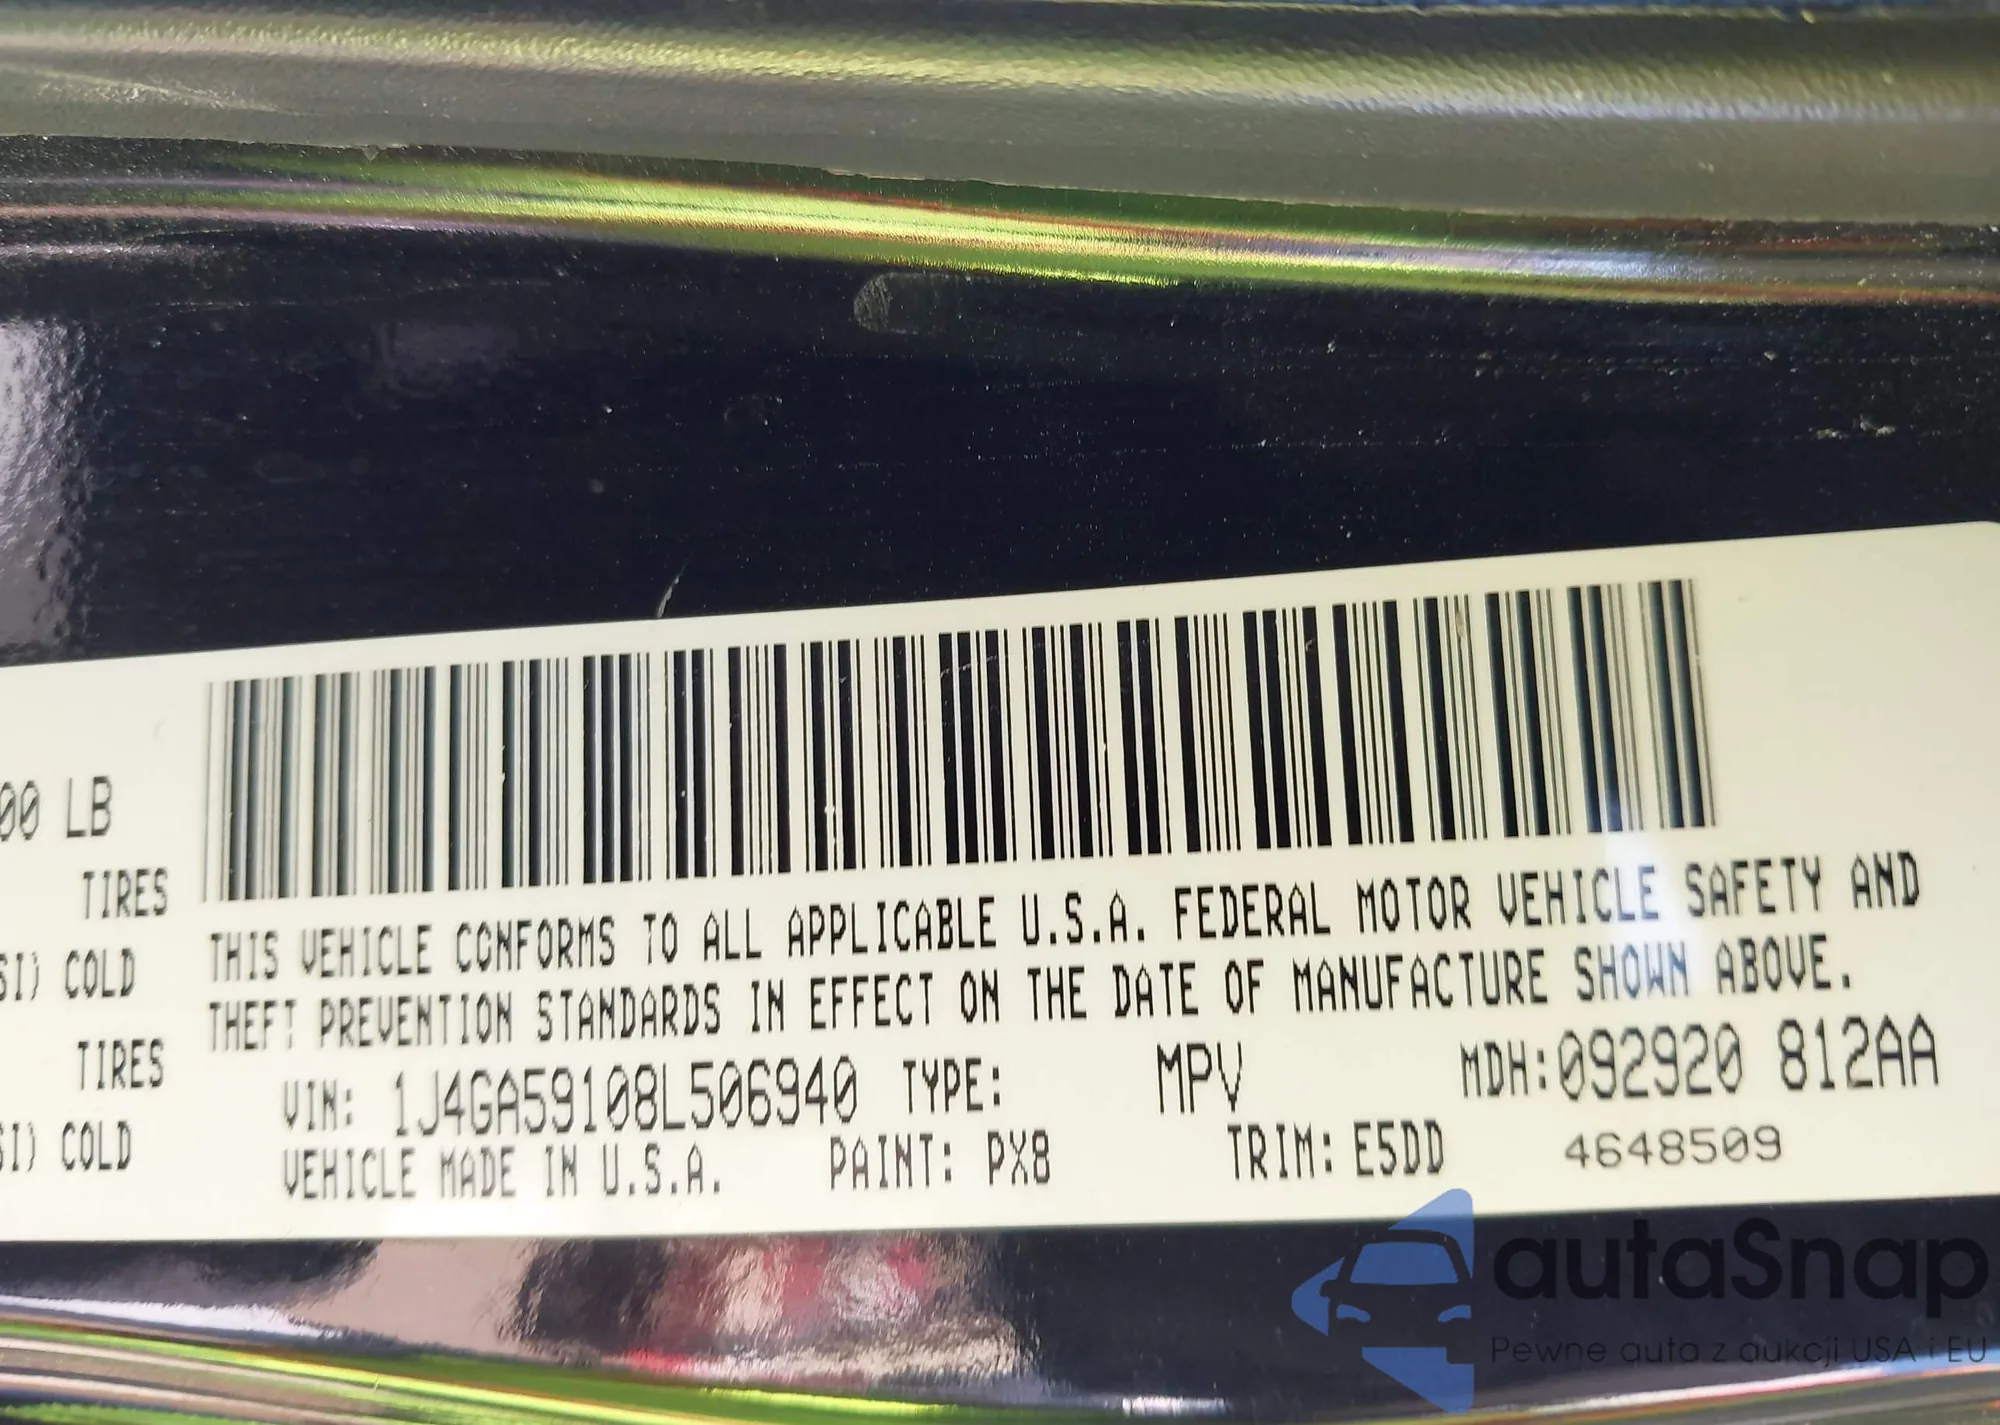 00 LB
TIRES
SI) COLD
TIRES
SI) COLD
THIS VEHICLE CONFORMS TO ALL APPLICABLE U.S.A. FEDERAL MOTOR VEHICLE SAFETY AND
THEFT PREVENTION STANDARDS IN EFFECT ON THE DATE OF MANUFACTURE SHOWN ABOVE.
VIN: 1J4GA59108L506940 TYPE: MPV MDH:092920 812AA
VEHICLE MADE IN U.S.A. PAINT: PX8 TRIM: E5DD 4648509
autaSnap
Pewne auta z aukcji USA i EU